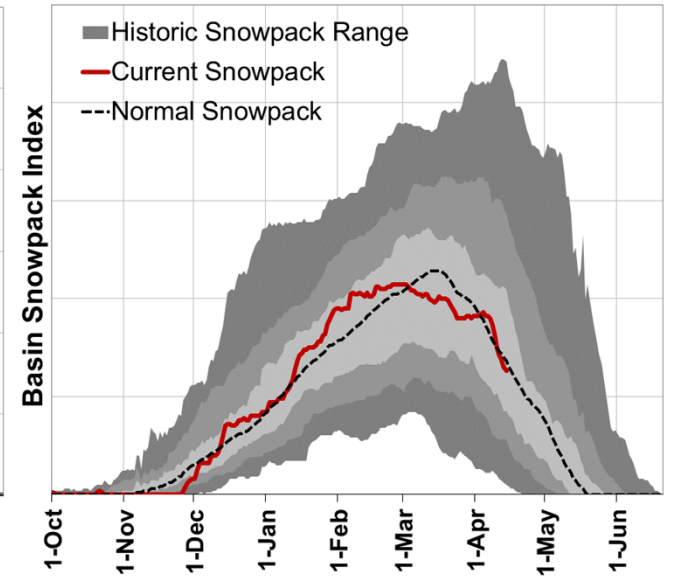 Historic Snowpack Range
Current Snowpack
Normal Snowpack
Basin Snowpack Index
1-Oct
1-Nov
1-Dec
1-Jan
1-Feb
1-Mar
1-Apr
1-May
1-Jun